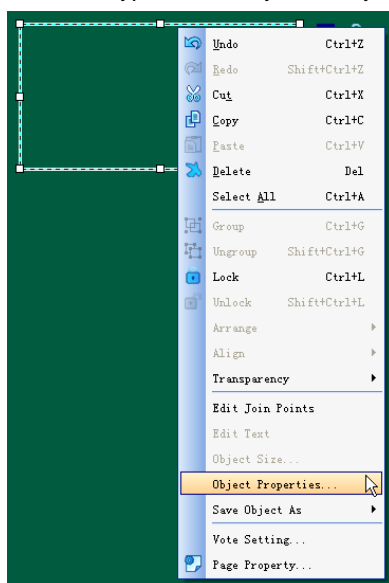 Undo Ctrl+Z
Redo Shift+Ctrl+Z
Cut Ctrl+X
Copy Ctrl+C
Paste Ctrl+V
Delete Del
Select All Ctrl+A
Group Ctrl+G
Ungroup Shift+Ctrl+G
Lock Ctrl+L
Unlock Shift+Ctrl+L
Arrange
Align
Transparency
Edit Join Points
Edit Text
Object Size...
Object Properties...
Save Object As
Vote Setting...
Page Property...